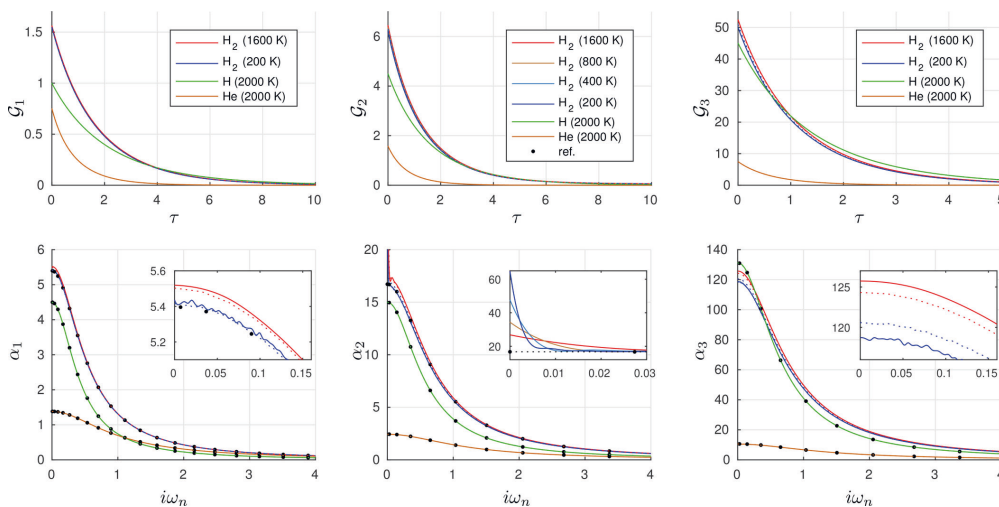 1.5
1
0.5
0
0 2 4 6 8 10
𝒢₁
τ
H₂ (1600 K)
H₂ (200 K)
H (2000 K)
He (2000 K)
6
4
2
0
0 2 4 6 8 10
𝒢₂
τ
H₂ (1600 K)
H₂ (800 K)
H₂ (400 K)
H₂ (200 K)
H (2000 K)
He (2000 K)
ref.
50
40
30
20
10
0
0 1 2 3 4 5
𝒢₃
τ
H₂ (1600 K)
H₂ (200 K)
H (2000 K)
He (2000 K)
6
5
4
3
2
1
0
0 1 2 3 4
α₁
iωₙ
5.6
5.4
5.2
0 0.05 0.1 0.15
20
15
10
5
0
0 1 2 3 4
α₂
iωₙ
60
40
20
0 0.01 0.02 0.03
140
120
100
80
60
40
20
0
0 1 2 3 4
α₃
iωₙ
125
120
0 0.05 0.1 0.15